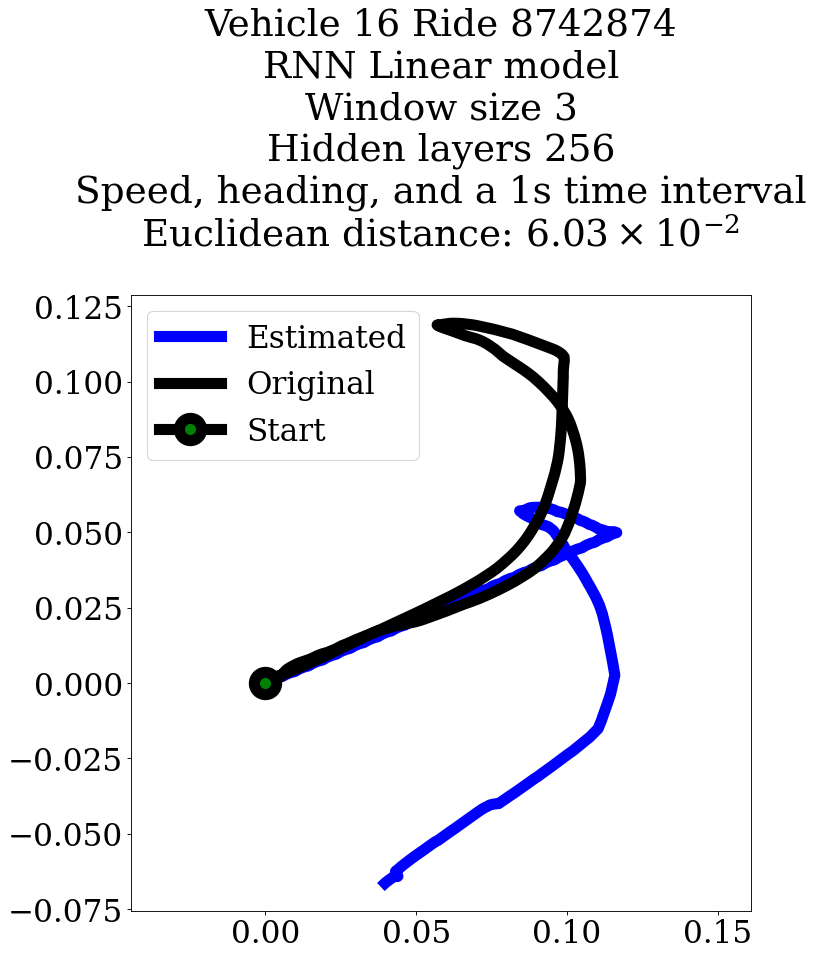 Vehicle 16 Ride 8742874
RNN Linear model
Window size 3
Hidden layers 256
Speed, heading, and a 1s time interval
Euclidean distance: 6.03 × 10⁻²
Estimated
Original
Start
0.125
0.100
0.075
0.050
0.025
0.000
−0.025
−0.050
−0.075
0.00 0.05 0.10 0.15